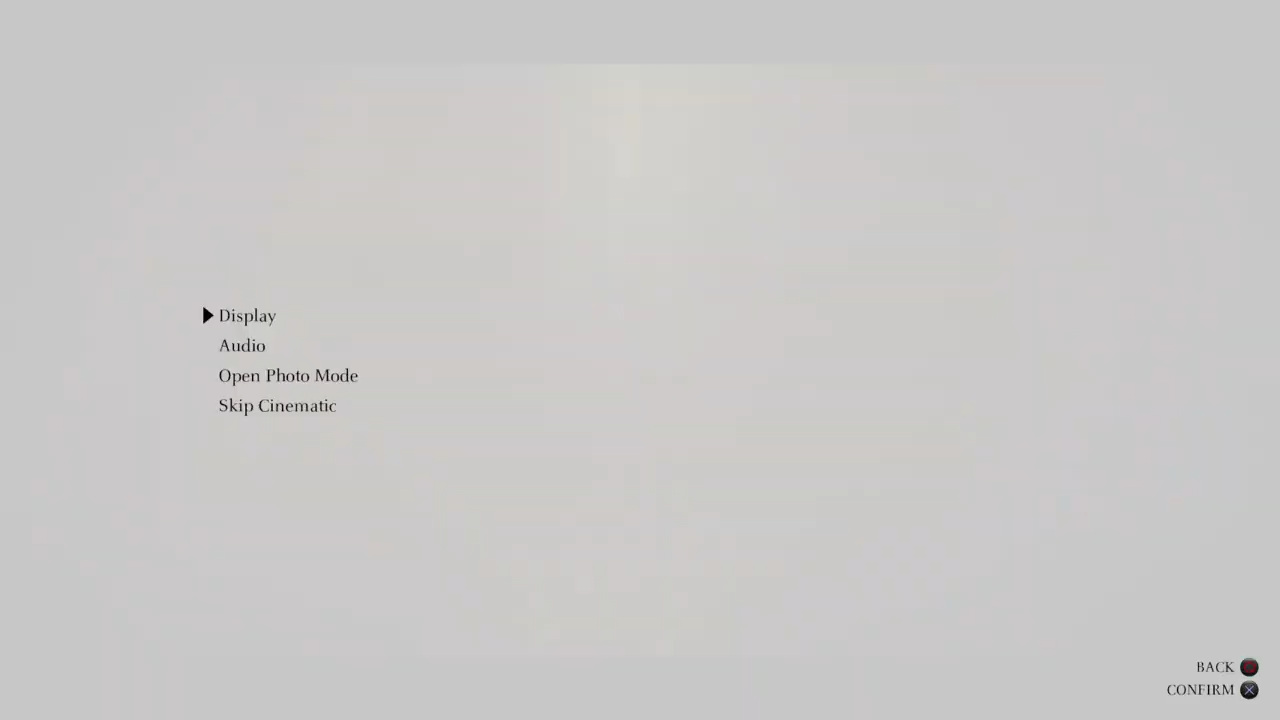 Display
Audio
Open Photo Mode
Skip Cinematic
BACK
CONFIRM